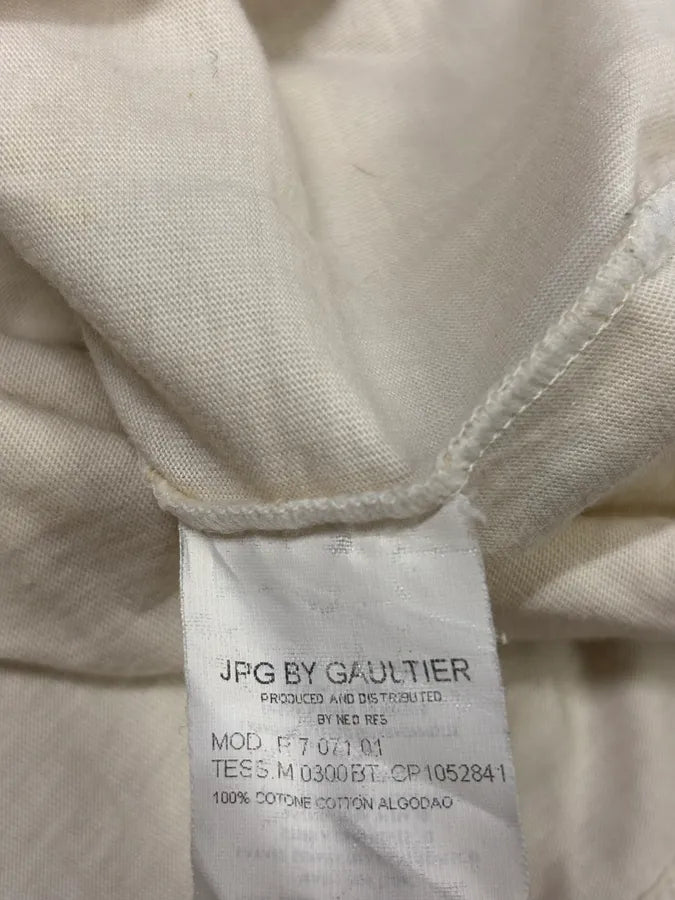 JPG BY GAULTIER
PRODUCED AND DISTRIBUTED
BY NEO RES
MOD. R 7 071 01
TESS.M 0300BT. CP1052841
100% COTONE COTTON ALGODAO